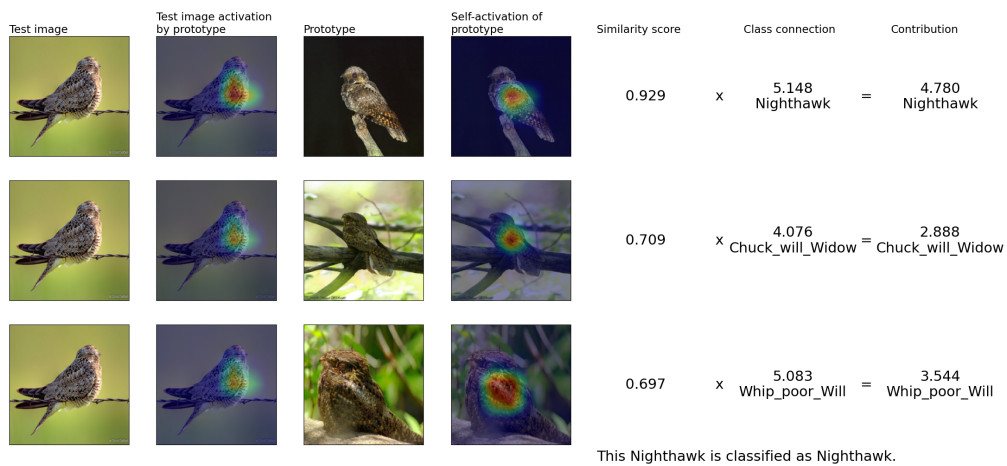 Test image
Test image activation
by prototype
Prototype
Self-activation of
prototype
Similarity score
Class connection
Contribution
0.929
x
5.148
Nighthawk
=
4.780
Nighthawk
0.709
x
4.076
Chuck_will_Widow
=
2.888
Chuck_will_Widow
0.697
x
5.083
Whip_poor_Will
=
3.544
Whip_poor_Will
This Nighthawk is classified as Nighthawk.